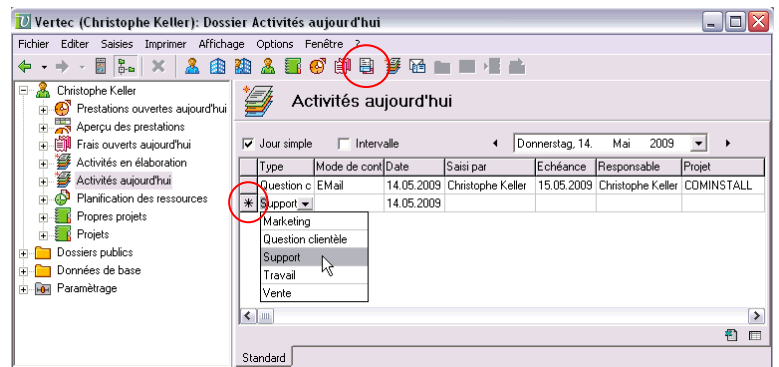 Vertec (Christophe Keller): Dossier Activités aujourd'hui
Fichier Editer Saisies Imprimer Affichage Options Fenêtre ?
Christophe Keller
Prestations ouvertes aujourd'hui
Aperçu des prestations
Frais ouverts aujourd'hui
Activités en élaboration
Activités aujourd'hui
Planification des ressources
Propres projets
Projets
Dossiers publics
Données de base
Paramètrage
Activités aujourd'hui
Jour simple Intervalle Donnerstag, 14. Mai 2009
Type Mode de cont Date Saisi par Echéance Responsable Projet
Question c EMail 14.05.2009 Christophe Keller 15.05.2009 Christophe Keller COMINSTALL
Support 14.05.2009
Marketing
Question clientèle
Support
Travail
Vente
Standard